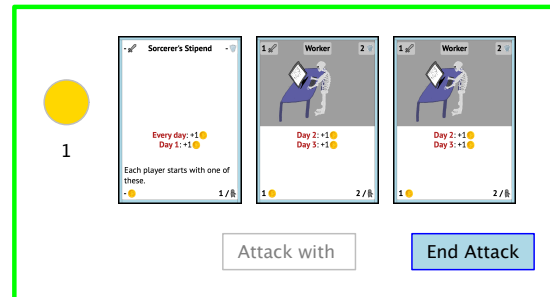 1
- Sorcerer's Stipend -
Every day: +1
Day 1: +1
Each player starts with one of
these.
- 1 /
1 Worker 2
Day 2: +1
Day 3: +1
1 2 /
1 Worker 2
Day 2: +1
Day 3: +1
1 2 /
Attack with
End Attack